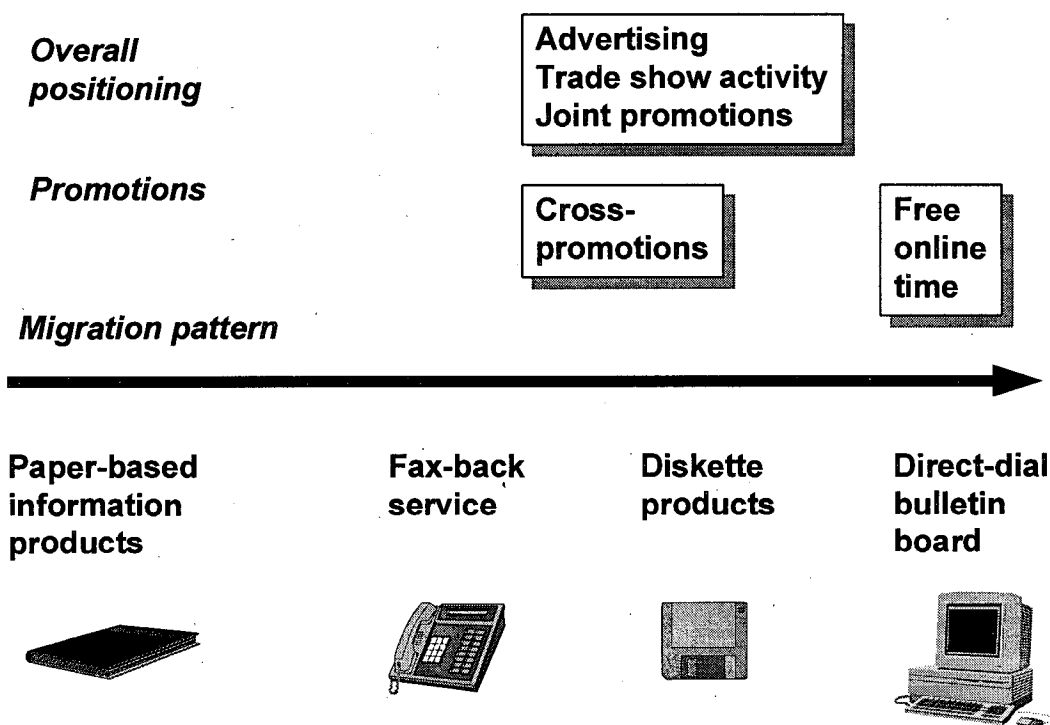 Overall
positioning
Advertising
Trade show activity
Joint promotions
Promotions
Cross-
promotions
Free
online
time
Migration pattern
Paper-based
information
products
Fax-back
service
Diskette
products
Direct-dial
bulletin
board